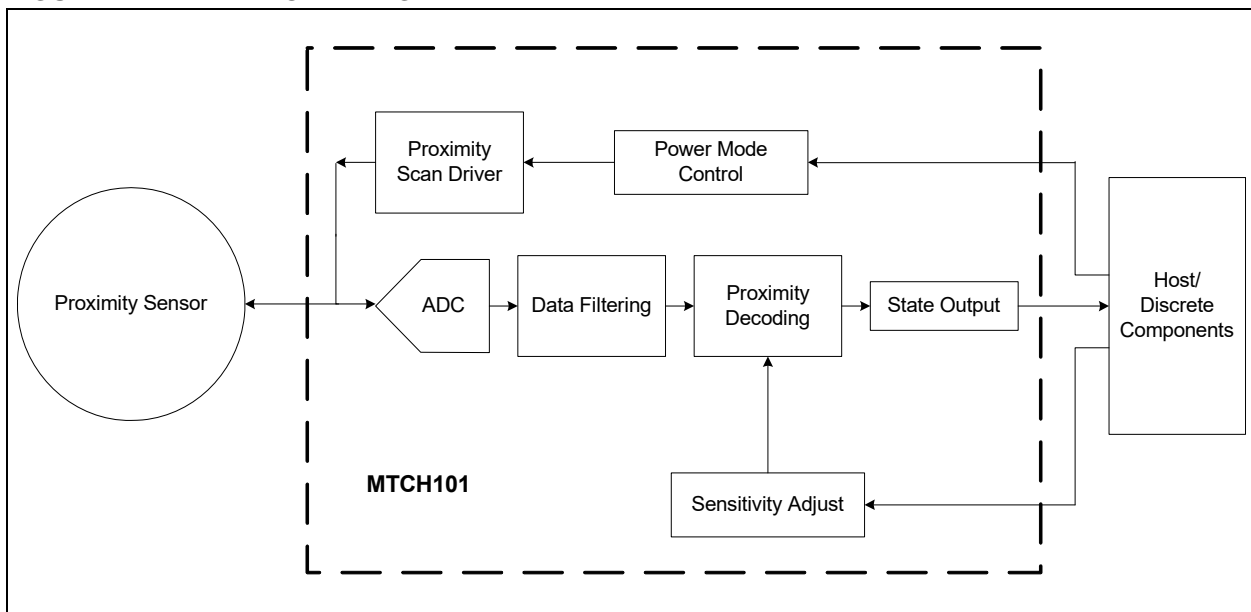 Proximity
Scan Driver
Power Mode
Control
Proximity Sensor
ADC
Data Filtering
Proximity
Decoding
State Output
Host/
Discrete
Components
MTCH101
Sensitivity Adjust